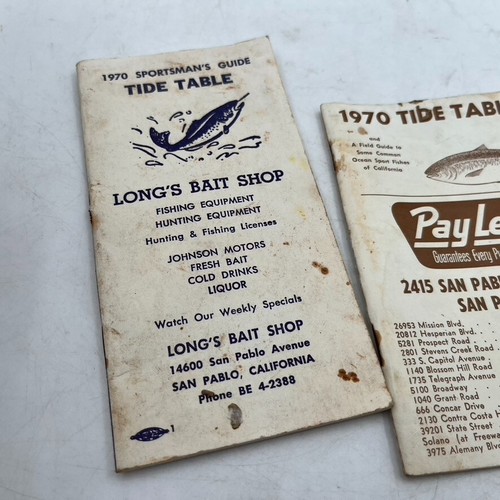 1970 SPORTSMAN'S GUIDE
TIDE TABLE
LONG'S BAIT SHOP
FISHING EQUIPMENT
HUNTING EQUIPMENT
Hunting & Fishing Licenses
JOHNSON MOTORS
FRESH BAIT
COLD DRINKS
LIQUOR
Watch Our Weekly Specials
LONG'S BAIT SHOP
14600 San Pablo Avenue
SAN PABLO, CALIFORNIA
Phone BE 4-2388
1
1970 TIDE TABL
and
A Field Guide to
Some Common
Ocean Sport Fishes
of California
Pay Le
Guarantees Every P
2415 SAN PABL
SAN P
26953 Mission Blvd.
20812 Hesperian Blvd.
5281 Prospect Road
2801 Stevens Creek Road
333 S. Capitol Avenue
1140 Blossom Hill Road
1735 Telegraph Avenue
5100 Broadway
1040 Grant Road
666 Concar Drive
2130 Contra Costa H
39201 State Street
Solano (at Freewa
3975 Alemany Blv